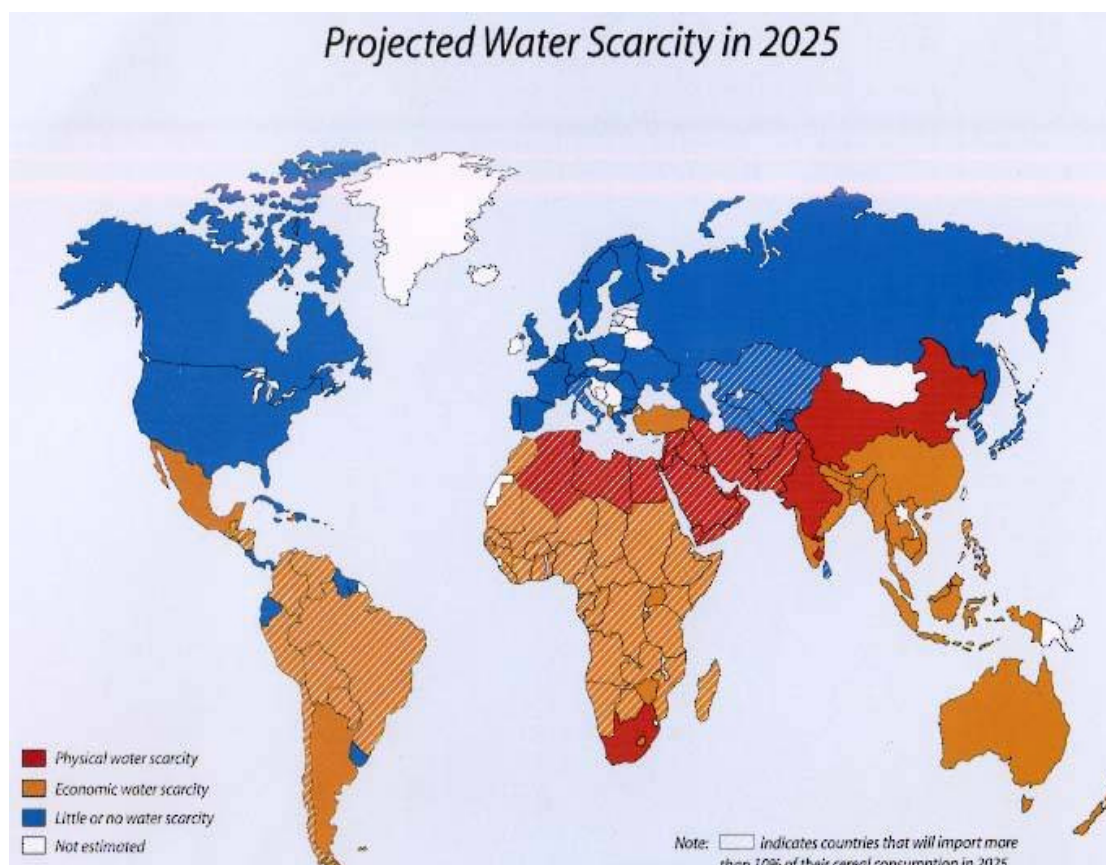 Projected Water Scarcity in 2025
Physical water scarcity
Economic water scarcity
Little or no water scarcity
Not estimated
Note: indicates countries that will import more
than 10% of their cereal consumption in 2025